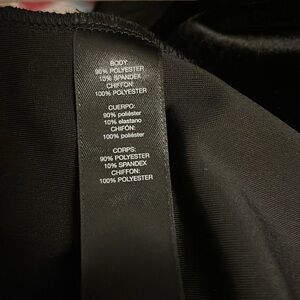 BODY
90% POLYESTER
10% SPANDEX
CHIFFON:
100% POLYESTER
CUERPO:
90% poliéster
10% elastano
CHIFÓN:
100% poliéster
CORPS:
90% POLYESTER
10% SPANDEX
CHIFFON:
100% POLYESTER